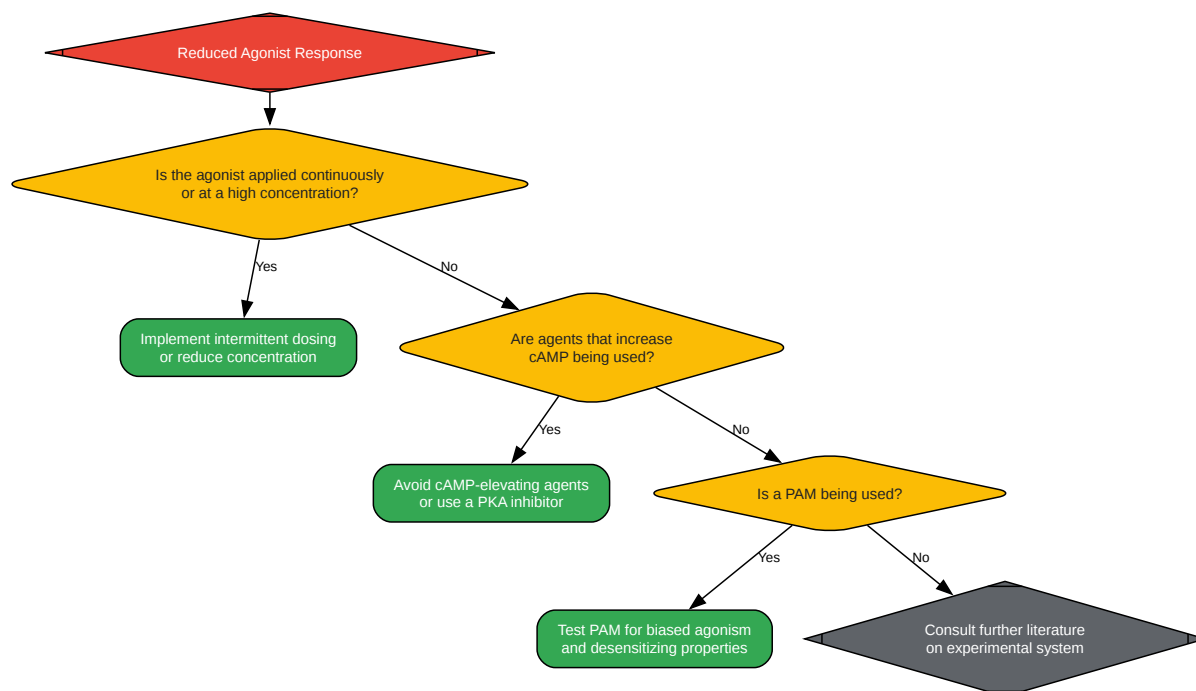 Reduced Agonist Response
Is the agonist applied continuously
or at a high concentration?
Yes
No
Implement intermittent dosing
or reduce concentration
Are agents that increase
cAMP being used?
Yes
No
Avoid cAMP-elevating agents
or use a PKA inhibitor
Is a PAM being used?
Yes
No
Test PAM for biased agonism
and desensitizing properties
Consult further literature
on experimental system